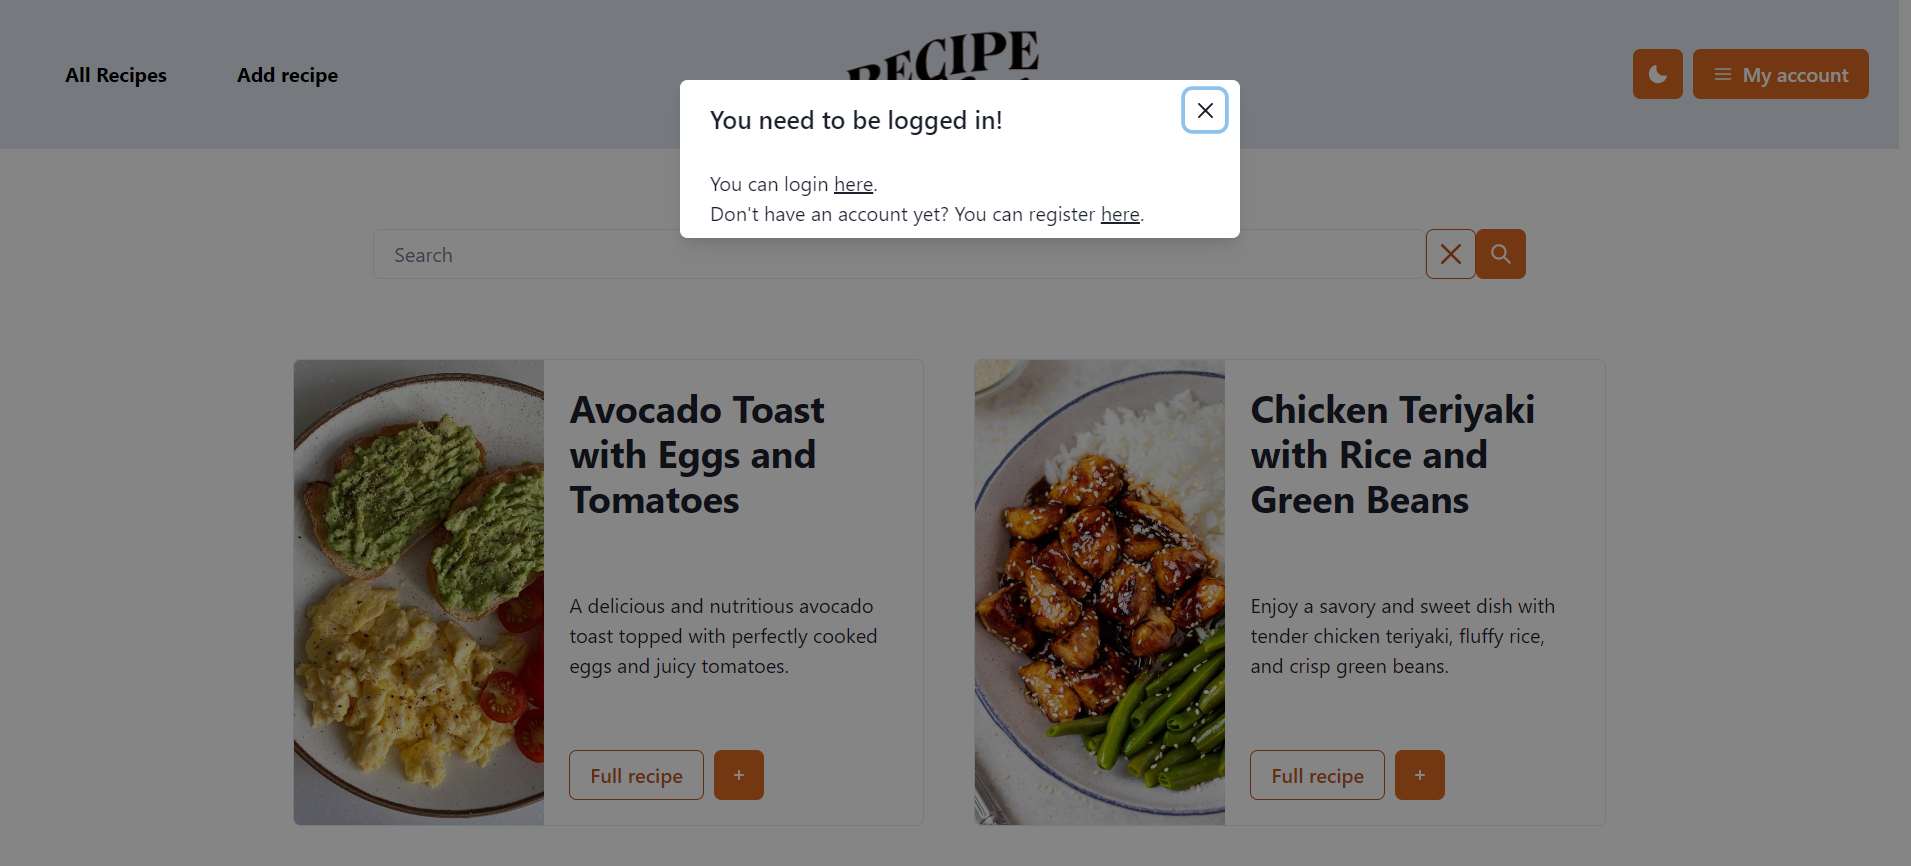 All Recipes
Add recipe
RECIPE
My account
You need to be logged in!
You can login here.
Don't have an account yet? You can register here.
Search
Avocado Toast
with Eggs and
Tomatoes
A delicious and nutritious avocado
toast topped with perfectly cooked
eggs and juicy tomatoes.
Full recipe
+
Chicken Teriyaki
with Rice and
Green Beans
Enjoy a savory and sweet dish with
tender chicken teriyaki, fluffy rice,
and crisp green beans.
Full recipe
+